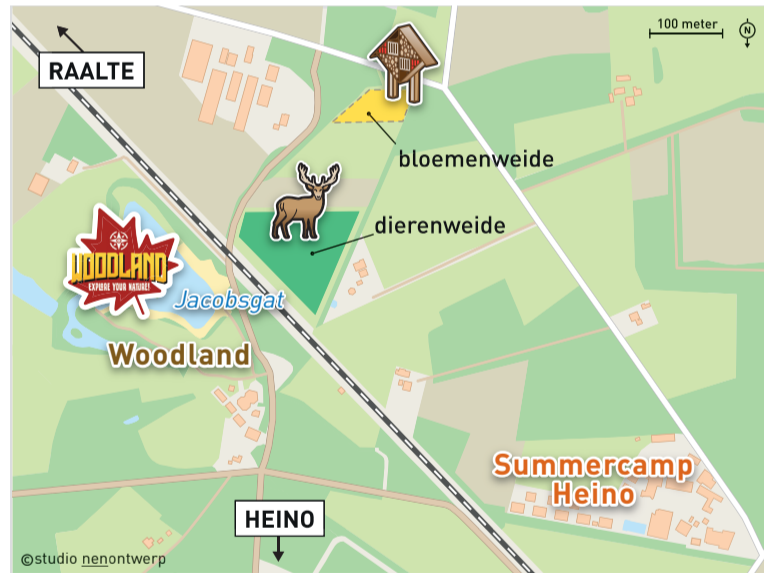 100 meter
N
RAALTE
bloemenweide
dierenweide
WOODLAND
EXPLORE YOUR NATURE!
Jacobsgat
Woodland
Summercamp
Heino
HEINO
©studio nenontwerp